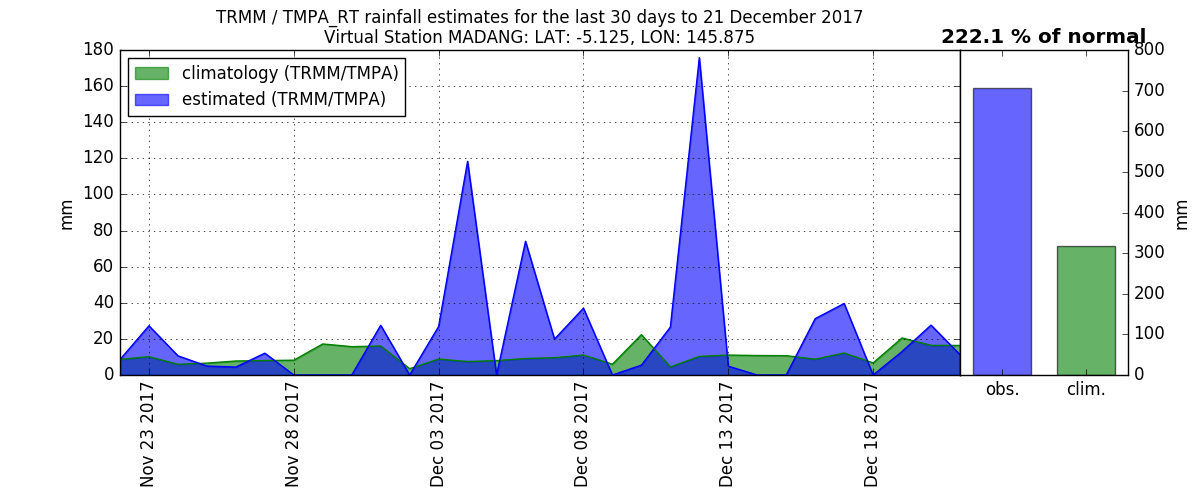 TRMM / TMPA_RT rainfall estimates for the last 30 days to 21 December 2017
Virtual Station MADANG: LAT: -5.125, LON: 145.875
222.1 % of normal
climatology (TRMM/TMPA)
estimated (TRMM/TMPA)
mm
180
160
140
120
100
80
60
40
20
0
Nov 23 2017
Nov 28 2017
Dec 03 2017
Dec 08 2017
Dec 13 2017
Dec 18 2017
obs.
clim.
800
700
600
500
400
300
200
100
0
mm